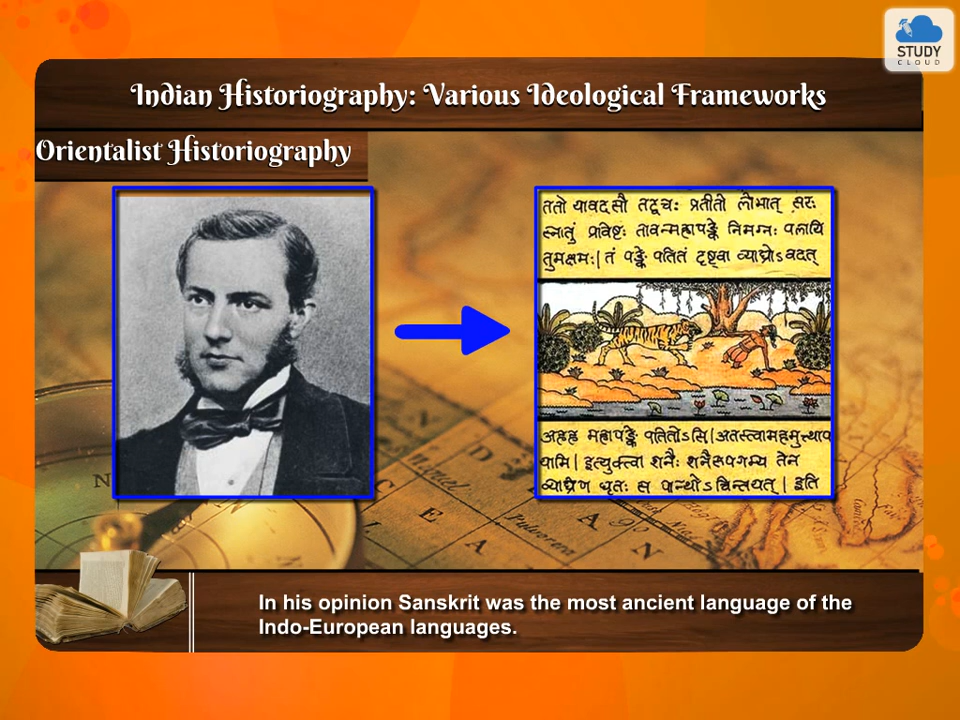 STUDY
CLOUD
Indian Historiography: Various Ideological Frameworks
Orientalist Historiography
ततो यावदसौ तद्वचः प्रतीतो लोभात् सरः
स्नातुं प्रविष्टः तावन्महापङ्के निमग्नः पलायि
तुमक्षमः। तं पङ्के पतितं दृष्ट्वा व्याघ्रोऽवदत्
अहह महापङ्के पतितोऽसि।अतस्त्वामहमुत्थाप
यामि। इत्युक्त्वा शनैः शनैरुपगम्य तेन
व्याघ्रेण धृतः स पान्थोऽचिन्तयत्। इति
N
E
A
A
N
In his opinion Sanskrit was the most ancient language of the
Indo-European languages.